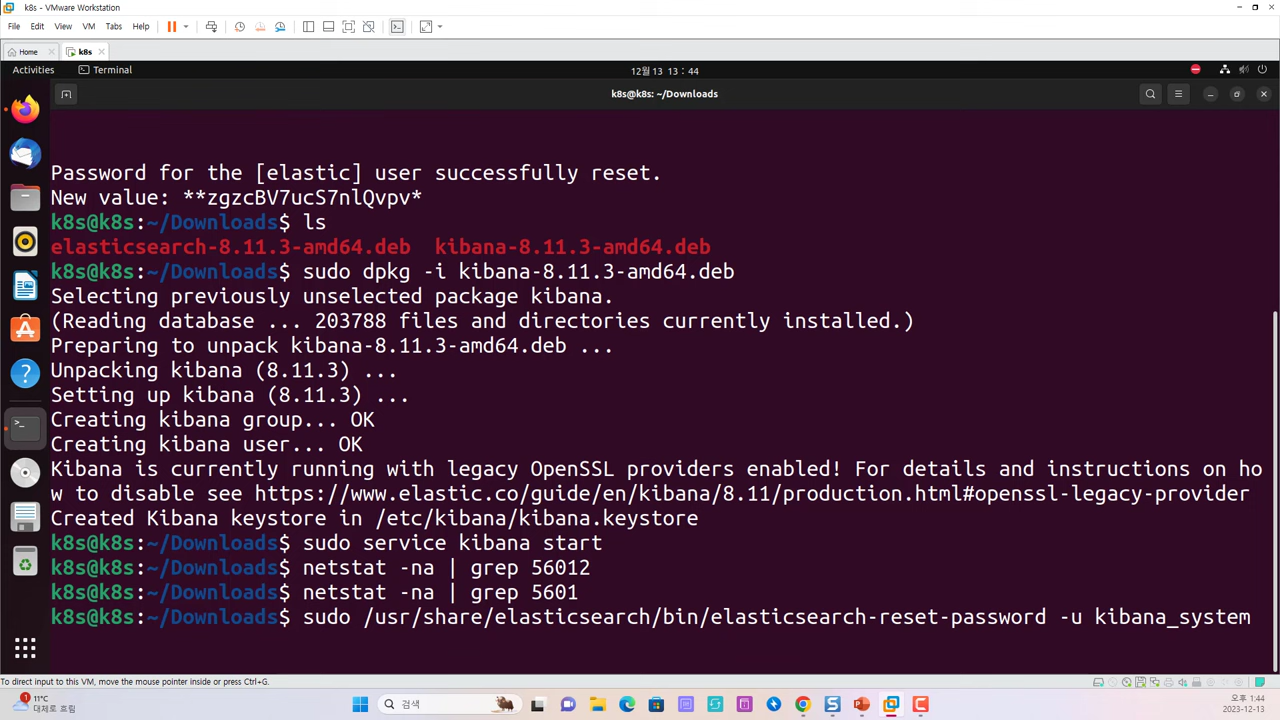 k8s - VMware Workstation
File Edit View VM Tabs Help
Home k8s
Activities Terminal 12월13 13 : 44
k8s@k8s: ~/Downloads
Password for the [elastic] user successfully reset.
New value: **zgzcBV7ucS7nlQvpv*
k8s@k8s:~/Downloads$ ls
elasticsearch-8.11.3-amd64.deb kibana-8.11.3-amd64.deb
k8s@k8s:~/Downloads$ sudo dpkg -i kibana-8.11.3-amd64.deb
Selecting previously unselected package kibana.
(Reading database ... 203788 files and directories currently installed.)
Preparing to unpack kibana-8.11.3-amd64.deb ...
Unpacking kibana (8.11.3) ...
Setting up kibana (8.11.3) ...
Creating kibana group... OK
Creating kibana user... OK
Kibana is currently running with legacy OpenSSL providers enabled! For details and instructions on ho
w to disable see https://www.elastic.co/guide/en/kibana/8.11/production.html#openssl-legacy-provider
Created Kibana keystore in /etc/kibana/kibana.keystore
k8s@k8s:~/Downloads$ sudo service kibana start
k8s@k8s:~/Downloads$ netstat -na | grep 56012
k8s@k8s:~/Downloads$ netstat -na | grep 5601
k8s@k8s:~/Downloads$ sudo /usr/share/elasticsearch/bin/elasticsearch-reset-password -u kibana_system
To direct input to this VM, move the mouse pointer inside or press Ctrl+G.
1 11°C
대체로 흐림
검색
오후 1:44
2023-12-13